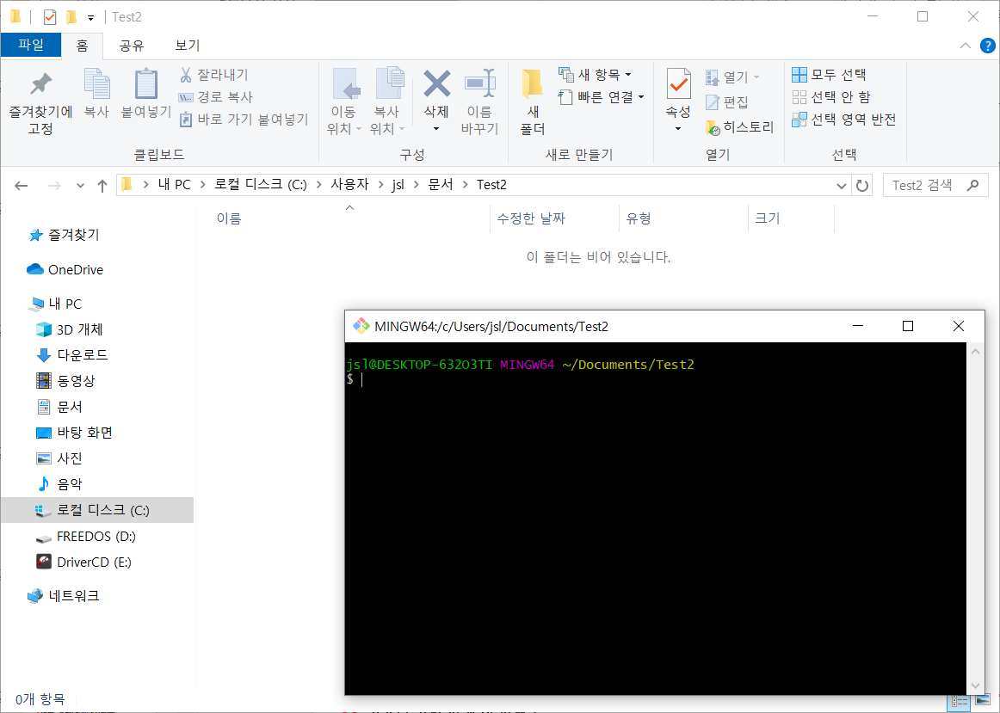 Test2
파일 홈 공유 보기
즐겨찾기에 고정
복사
붙여넣기
잘라내기
경로 복사
바로 가기 붙여넣기
클립보드
이동 위치
복사 위치
삭제
이름 바꾸기
구성
새 폴더
새 항목
빠른 연결
새로 만들기
속성
열기
편집
히스토리
열기
모두 선택
선택 안 함
선택 영역 반전
선택
내 PC > 로컬 디스크 (C:) > 사용자 > jsl > 문서 > Test2
Test2 검색
이름 수정한 날짜 유형 크기
이 폴더는 비어 있습니다.
즐겨찾기
OneDrive
내 PC
3D 개체
다운로드
동영상
문서
바탕 화면
사진
음악
로컬 디스크 (C:)
FREEDOS (D:)
DriverCD (E:)
네트워크
0개 항목
MINGW64:/c/Users/jsl/Documents/Test2
jsl@DESKTOP-632O3TI MINGW64 ~/Documents/Test2
$